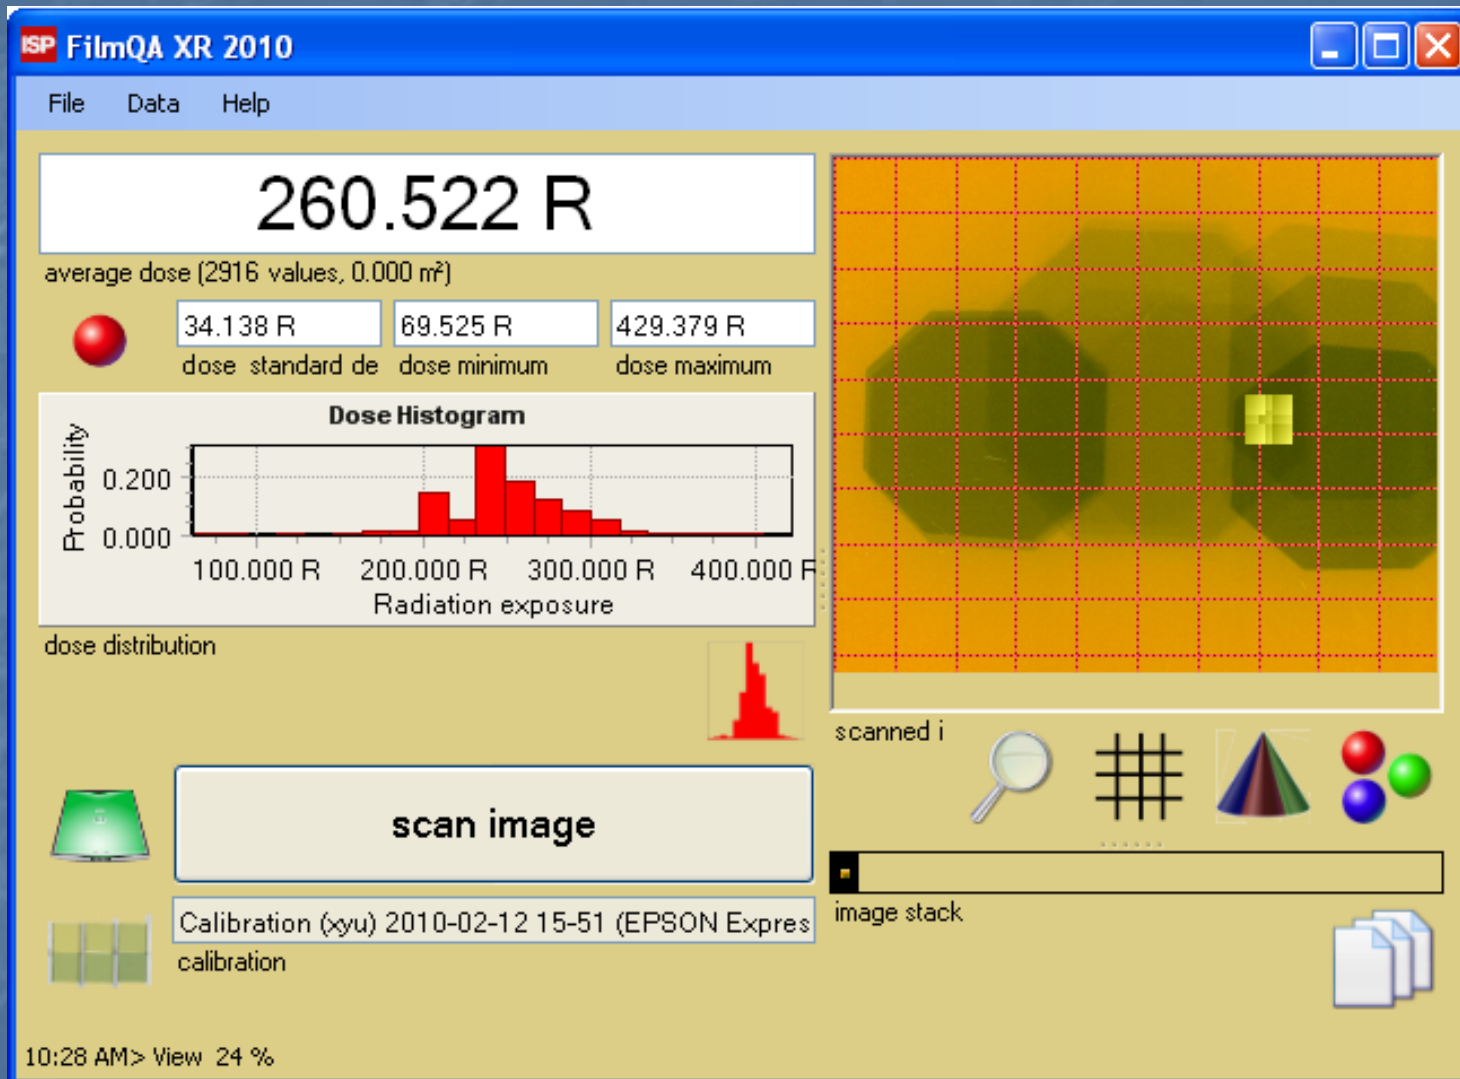 ISP FilmQA XR 2010
File Data Help
260.522 R
average dose (2916 values, 0.000 m²)
34.138 R 69.525 R 429.379 R
dose standard de dose minimum dose maximum
Dose Histogram
Probability
0.200
0.000
100.000 R 200.000 R 300.000 R 400.000 R
Radiation exposure
dose distribution
scanned i
scan image
image stack
Calibration (xyu) 2010-02-12 15-51 (EPSON Expres
calibration
10:28 AM> View 24 %